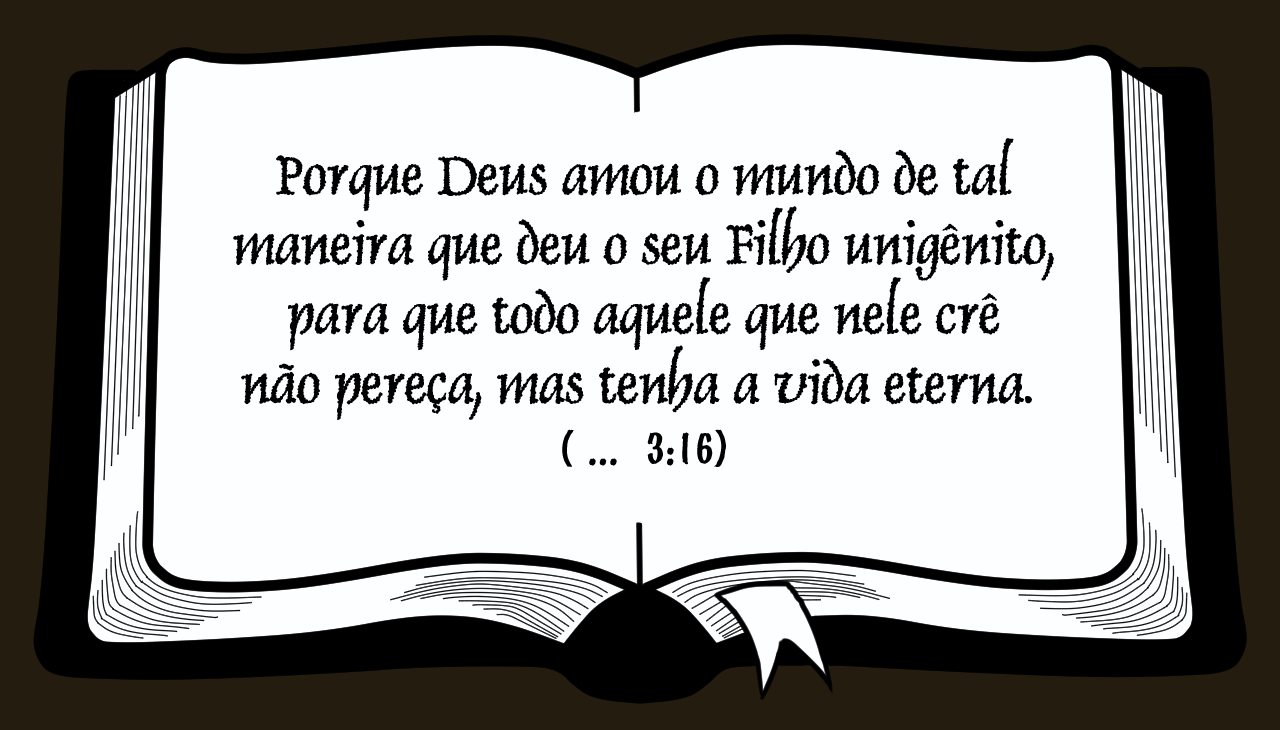 Porque Deus amou o mundo de tal
maneira que deu o seu Filho unigênito,
para que todo aquele que nele crê
não pereça, mas tenha a vida eterna.
( ... 3:16)